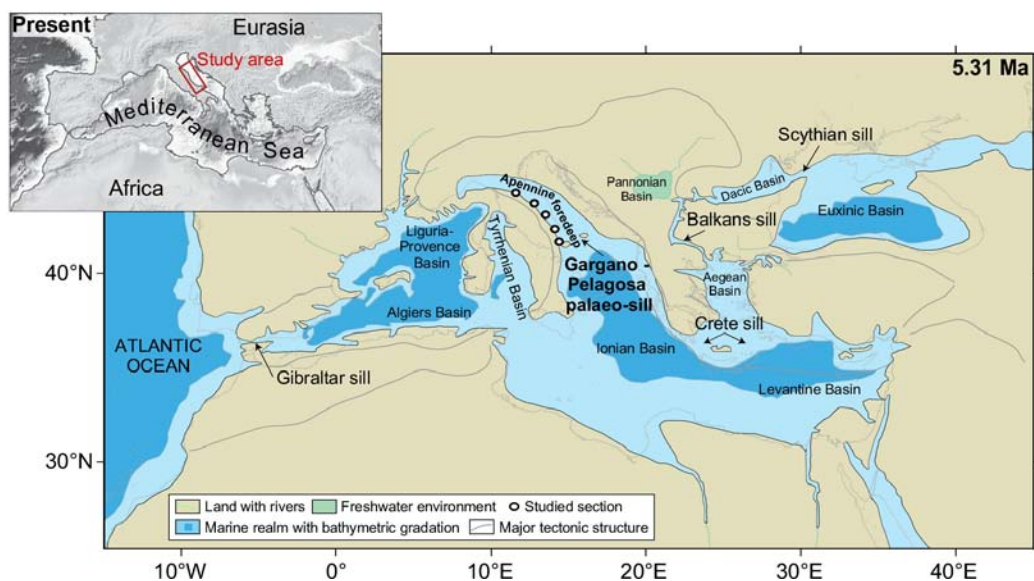 Present
Eurasia
Study area
Mediterranean Sea
Africa
5.31 Ma
Scythian sill
Pannonian
Basin
Dacic Basin
Euxinic Basin
Balkans sill
Apennine foredeep
Liguria-
Provence
Basin
Tyrrhenian Basin
Gargano -
Pelagosa
palaeo-sill
Aegean
Basin
Algiers Basin
Crete sill
Ionian Basin
Levantine Basin
ATLANTIC
OCEAN
Gibraltar sill
40°N
30°N
Land with rivers
Freshwater environment
Studied section
Marine realm with bathymetric gradation
Major tectonic structure
10°W
0°
10°E
20°E
30°E
40°E